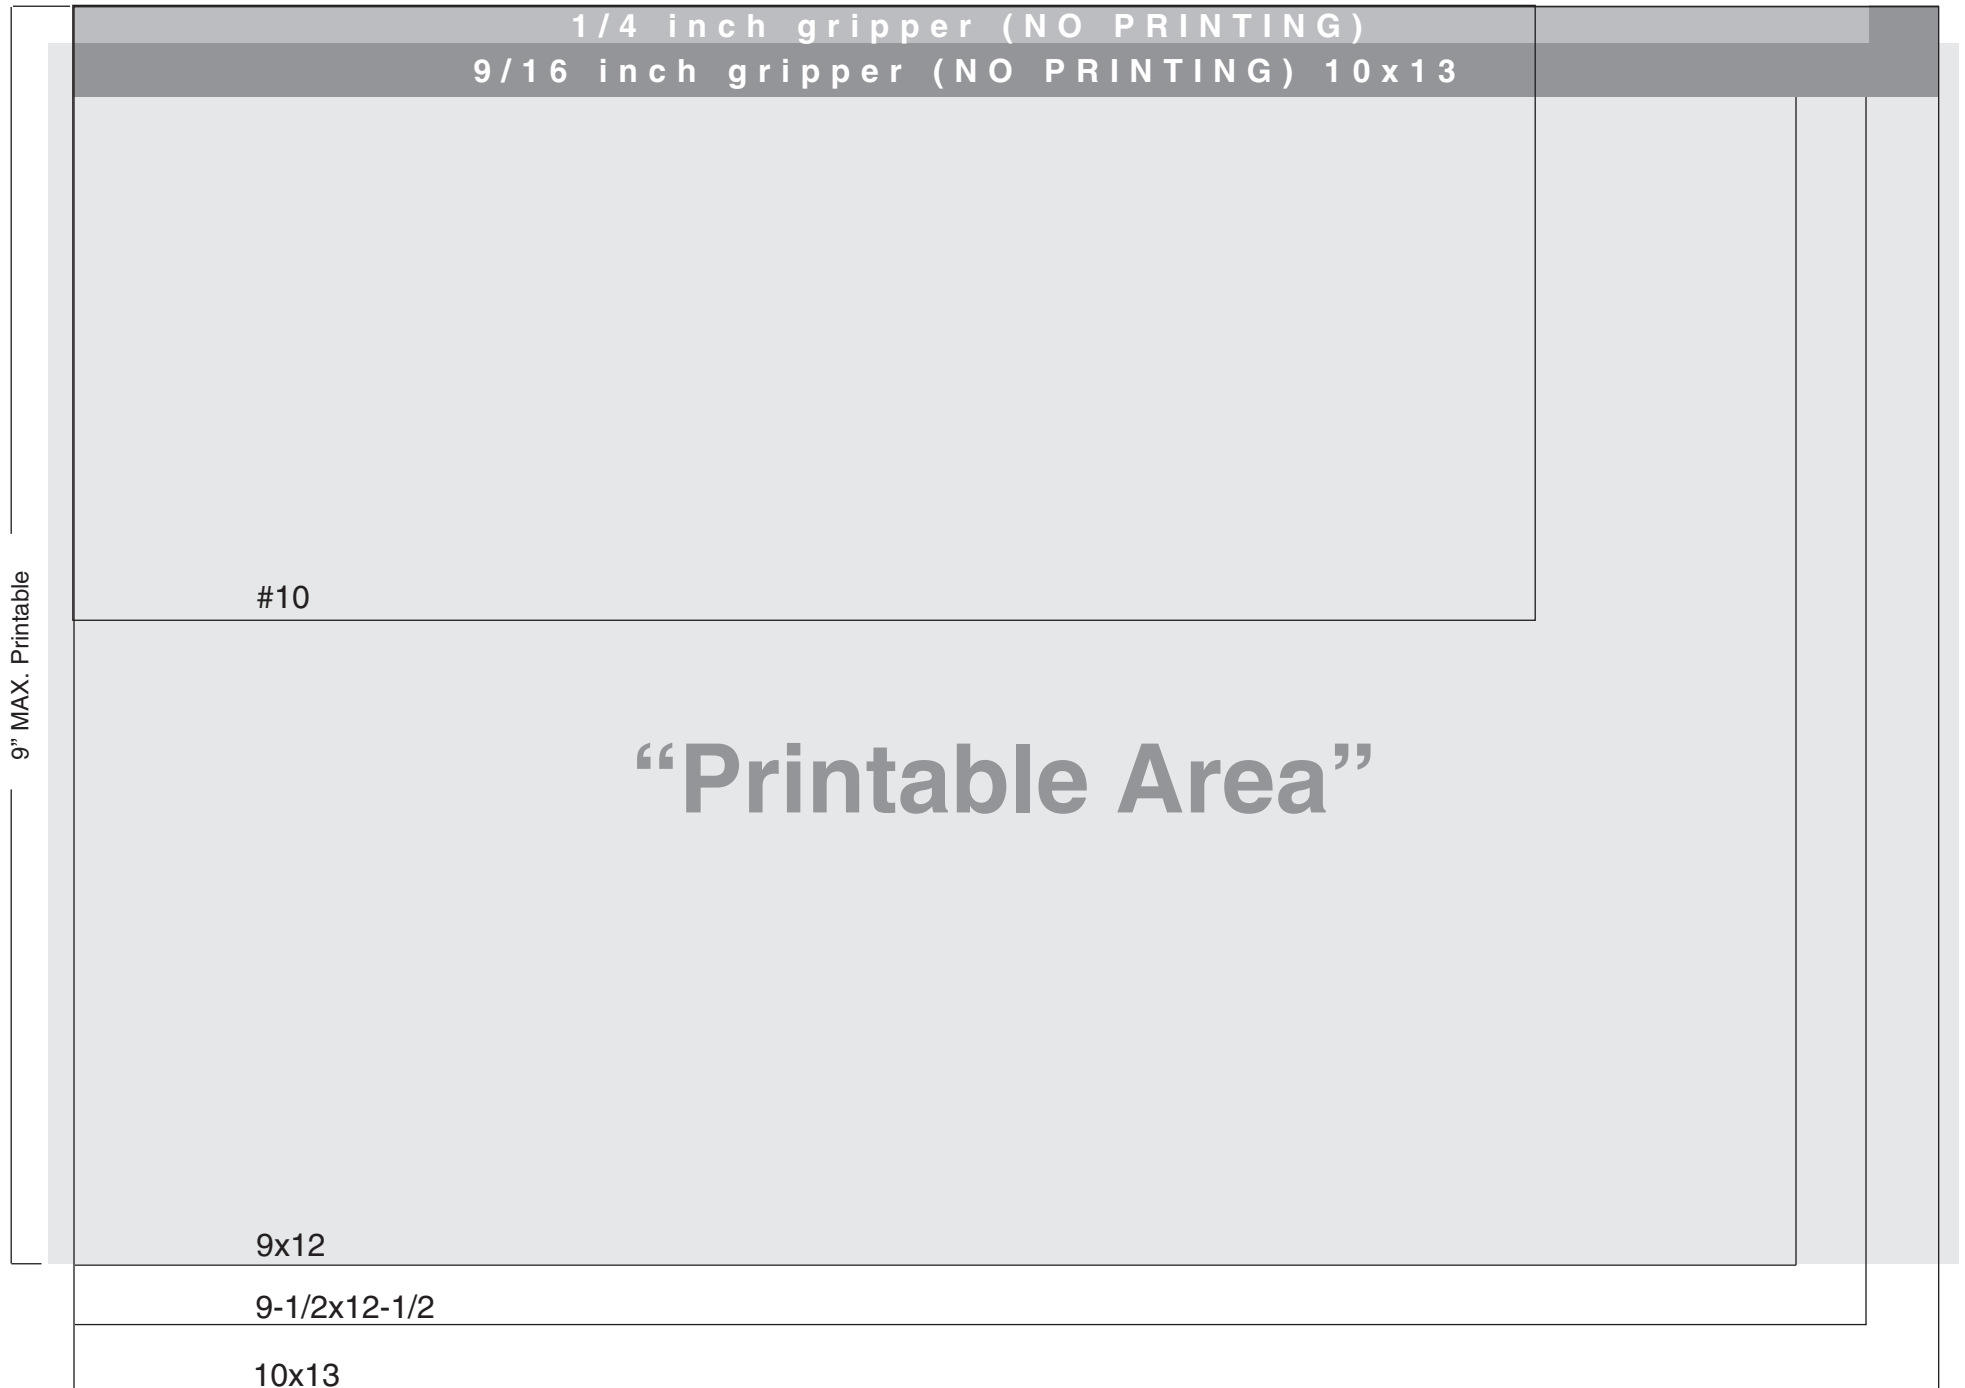 1/4 inch gripper (NO PRINTING)
9/16 inch gripper (NO PRINTING) 10x13
#10
9” MAX. Printable
“Printable Area”
9x12
9-1/2x12-1/2
10x13